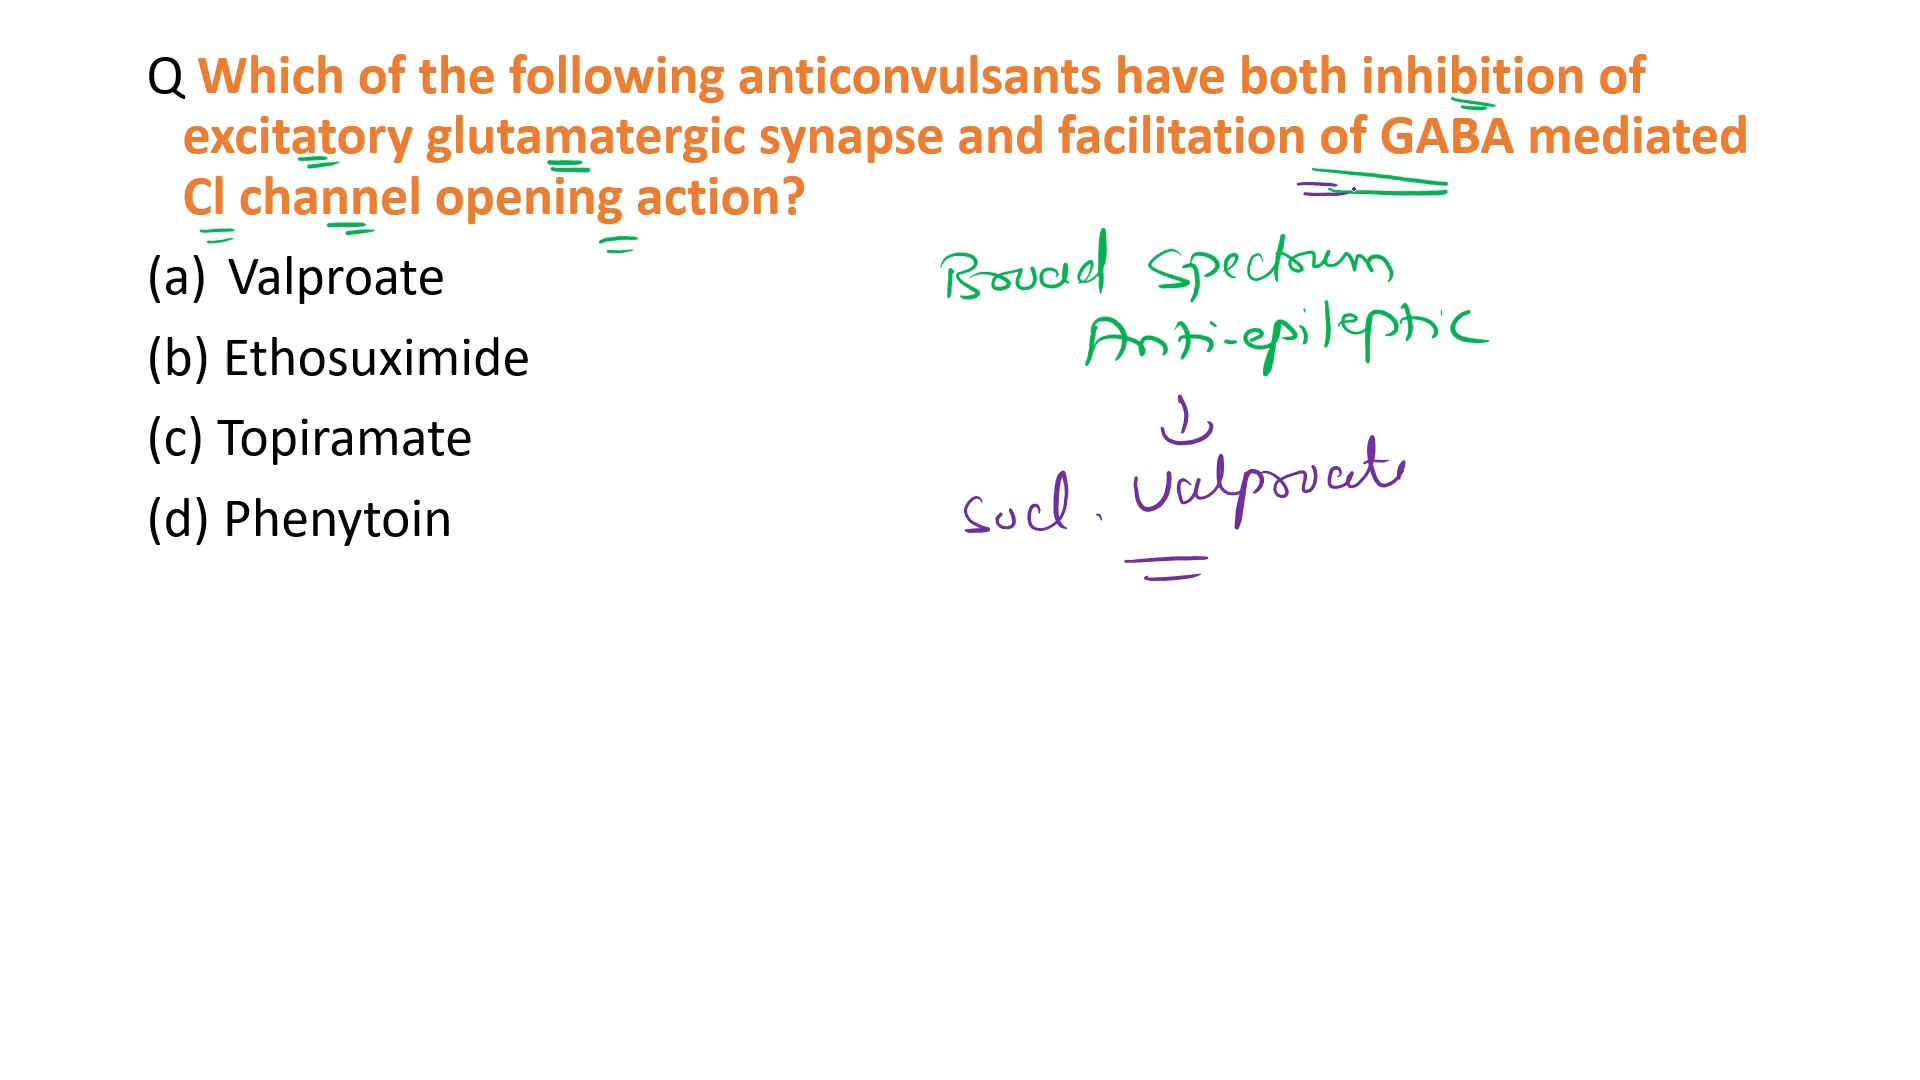 Q Which of the following anticonvulsants have both inhibition of
excitatory glutamatergic synapse and facilitation of GABA mediated
Cl channel opening action?
(a) Valproate
(b) Ethosuximide
(c) Topiramate
(d) Phenytoin
Broad Spectrum
Anti-epileptic
Sod. Valproate